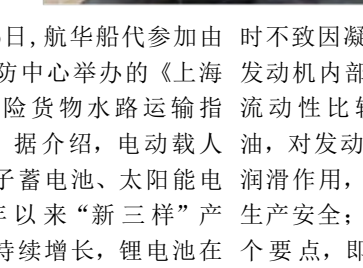 日,航华船代参加由
防中心举办的《上海
险货物水路运输指
据介绍，电动载人
子蓄电池、太阳能电
以来“新三样”产
持续增长，锂电池在
时不致因凝
发动机内部
流动性比较
油，对发动
润滑作用，
生产安全；
个要点，即